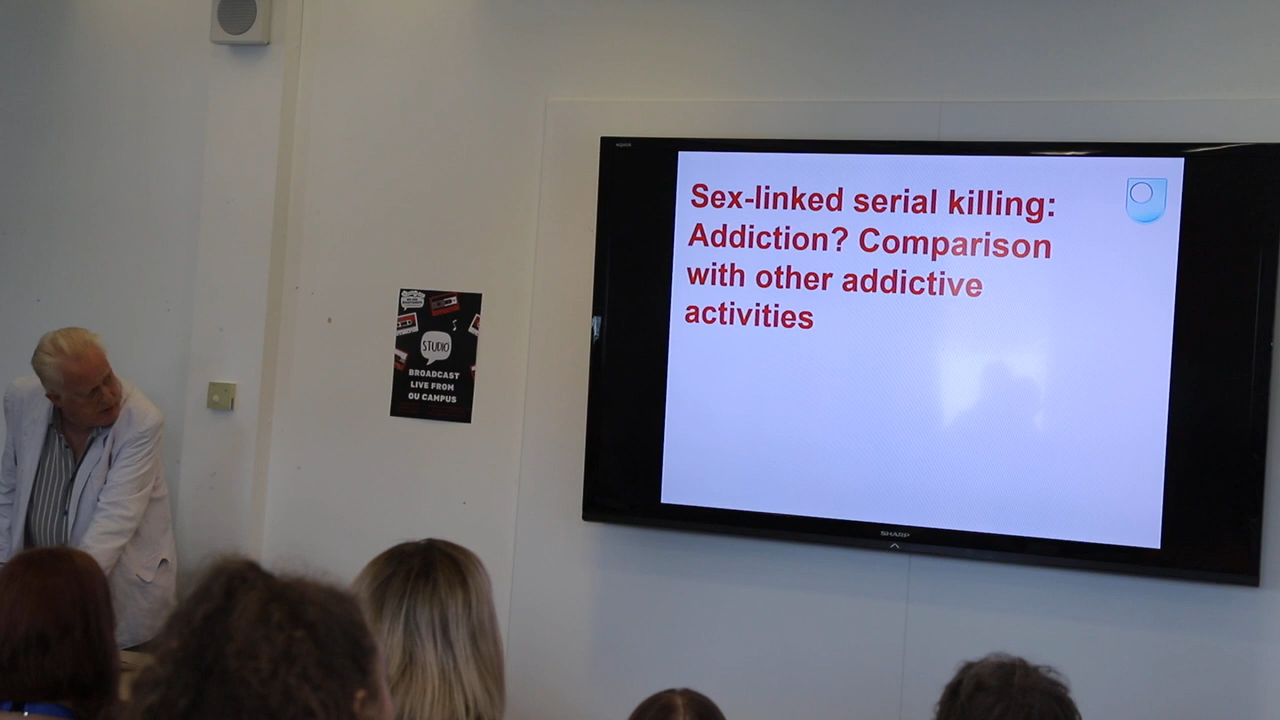 Sex-linked serial killing:
Addiction? Comparison
with other addictive
activities
STUDIO
BROADCAST
LIVE FROM
OU CAMPUS
SHARP